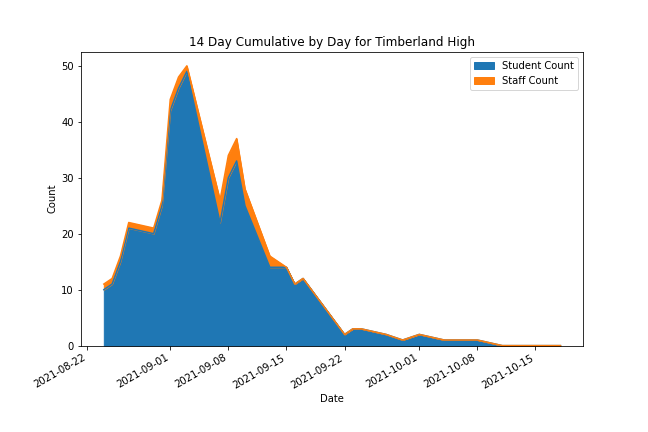 14 Day Cumulative by Day for Timberland High
Student Count
Staff Count
50
40
30
20
10
0
Count
2021-08-22
2021-09-01
2021-09-08
2021-09-15
2021-09-22
2021-10-01
2021-10-08
2021-10-15
Date